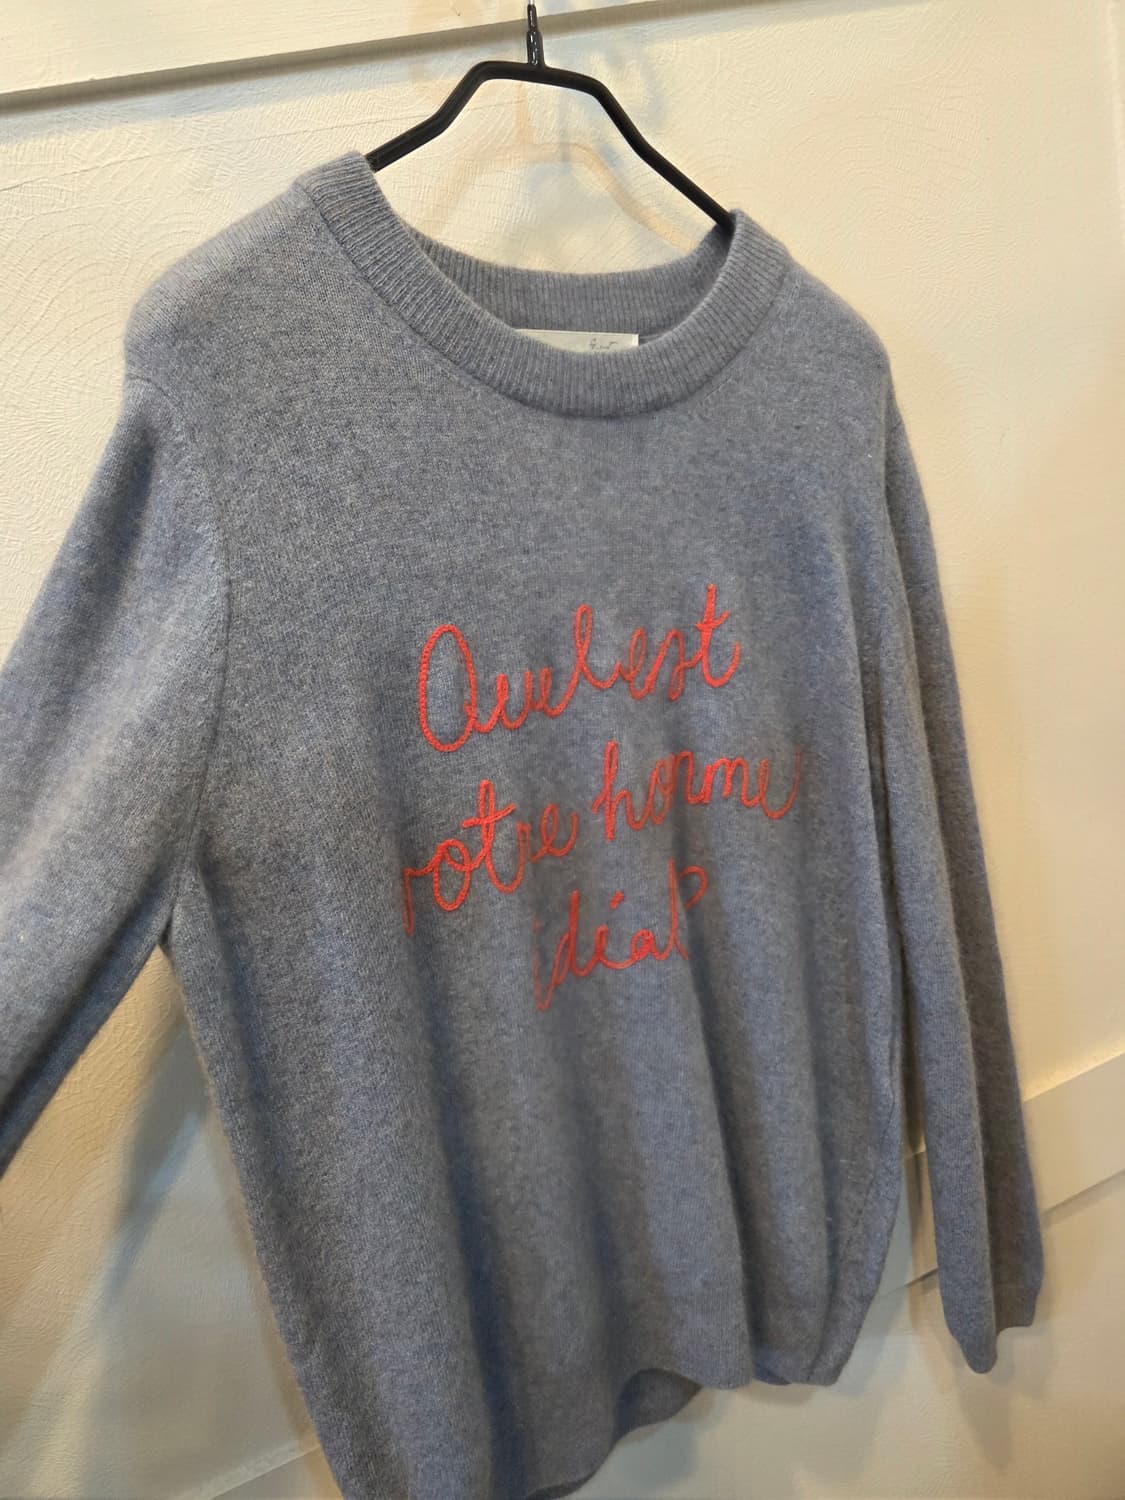 Quel est
votre homme
idéal?